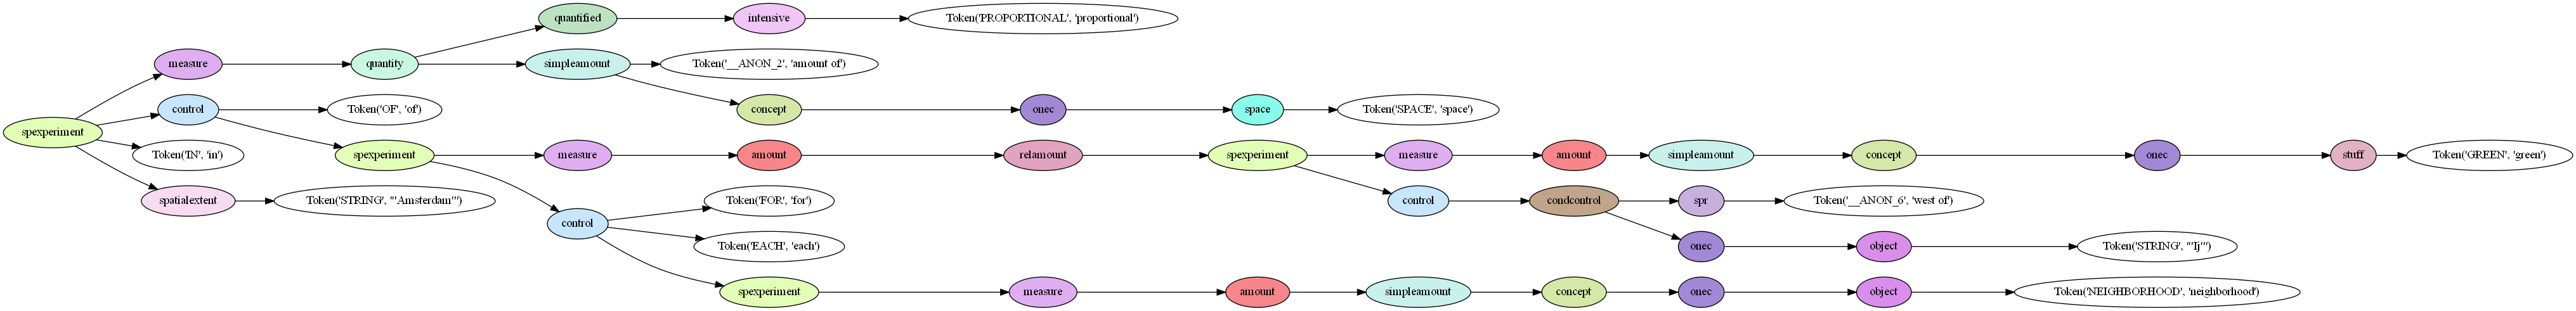 quantified intensive Token('PROPORTIONAL', 'proportional')
measure quantity simpleamount Token('__ANON_2', 'amount of')
control Token('OF', 'of') concept onec space Token('SPACE', 'space')
spexperiment
Token('IN', 'in') spexperiment measure amount relamount spexperiment measure amount simpleamount concept onec stuff Token('GREEN', 'green')
spatialextent Token('STRING', "'Amsterdam'") Token('FOR', 'for') control condcontrol spr Token('__ANON_6', 'west of')
control
Token('EACH', 'each') onec object Token('STRING', "'Ij'")
spexperiment measure amount simpleamount concept onec object Token('NEIGHBORHOOD', 'neighborhood')